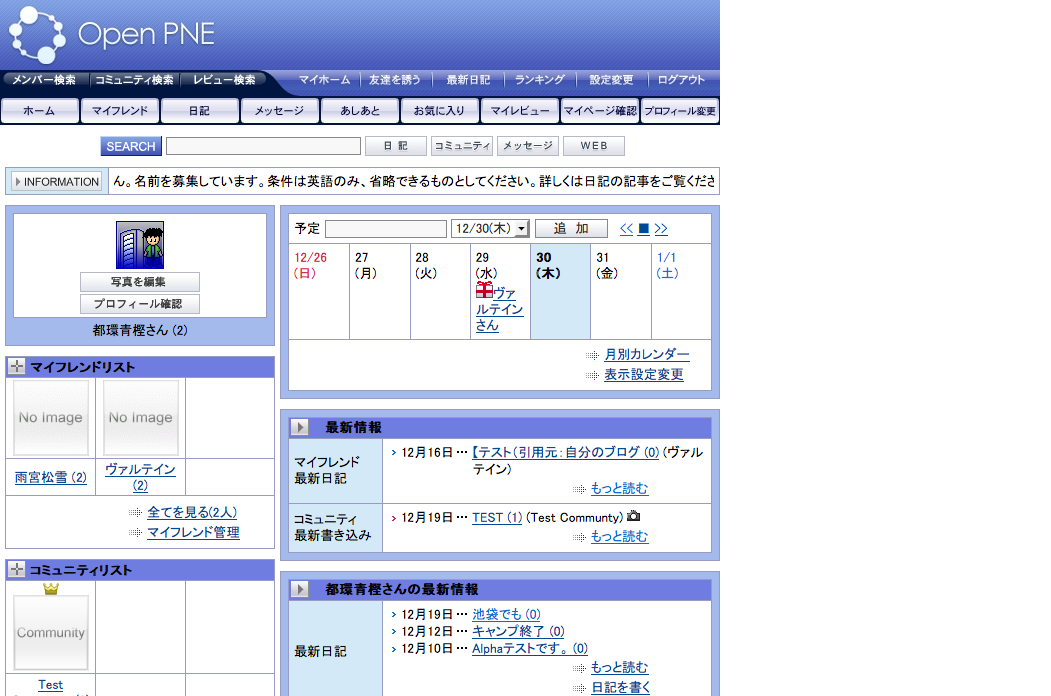 Open PNE
メンバー検索 コミュニティ検索 レビュー検索 マイホーム 友達を誘う 最新日記 ランキング 設定変更 ログアウト
ホーム マイフレンド 日記 メッセージ あしあと お気に入り マイレビュー マイページ確認 プロフィール変更
SEARCH 日 記 コミュニティ メッセージ WEB
INFORMATION ん。名前を募集しています。条件は英語のみ、省略できるものとしてください。詳しくは日記の記事をご覧くださ
写真を編集
プロフィール確認
都環青樫さん (2)
マイフレンドリスト
No image No image
雨宮松雪 (2) ヴァルテイン
(2)
全てを見る(2人)
マイフレンド管理
コミュニティリスト
Community
Test
予定 12/30(木) 追 加 << ■ >>
12/26 27 28 29 30 31 1/1
(日) (月) (火) (水) (木) (金) (土)
ヴァ
ルテイン
さん
月別カレンダー
表示設定変更
最新情報
マイフレンド
最新日記
12月16日 … 【テスト（引用元：自分のブログ (0) (ヴァル
テイン)
もっと読む
コミュニティ
最新書き込み
12月19日 … TEST (1) (Test Communty)
もっと読む
都環青樫さんの最新情報
最新日記
12月19日 … 池袋でも (0)
12月12日 … キャンプ終了 (0)
12月10日 … Alphaテストです。 (0)
もっと読む
日記を書く